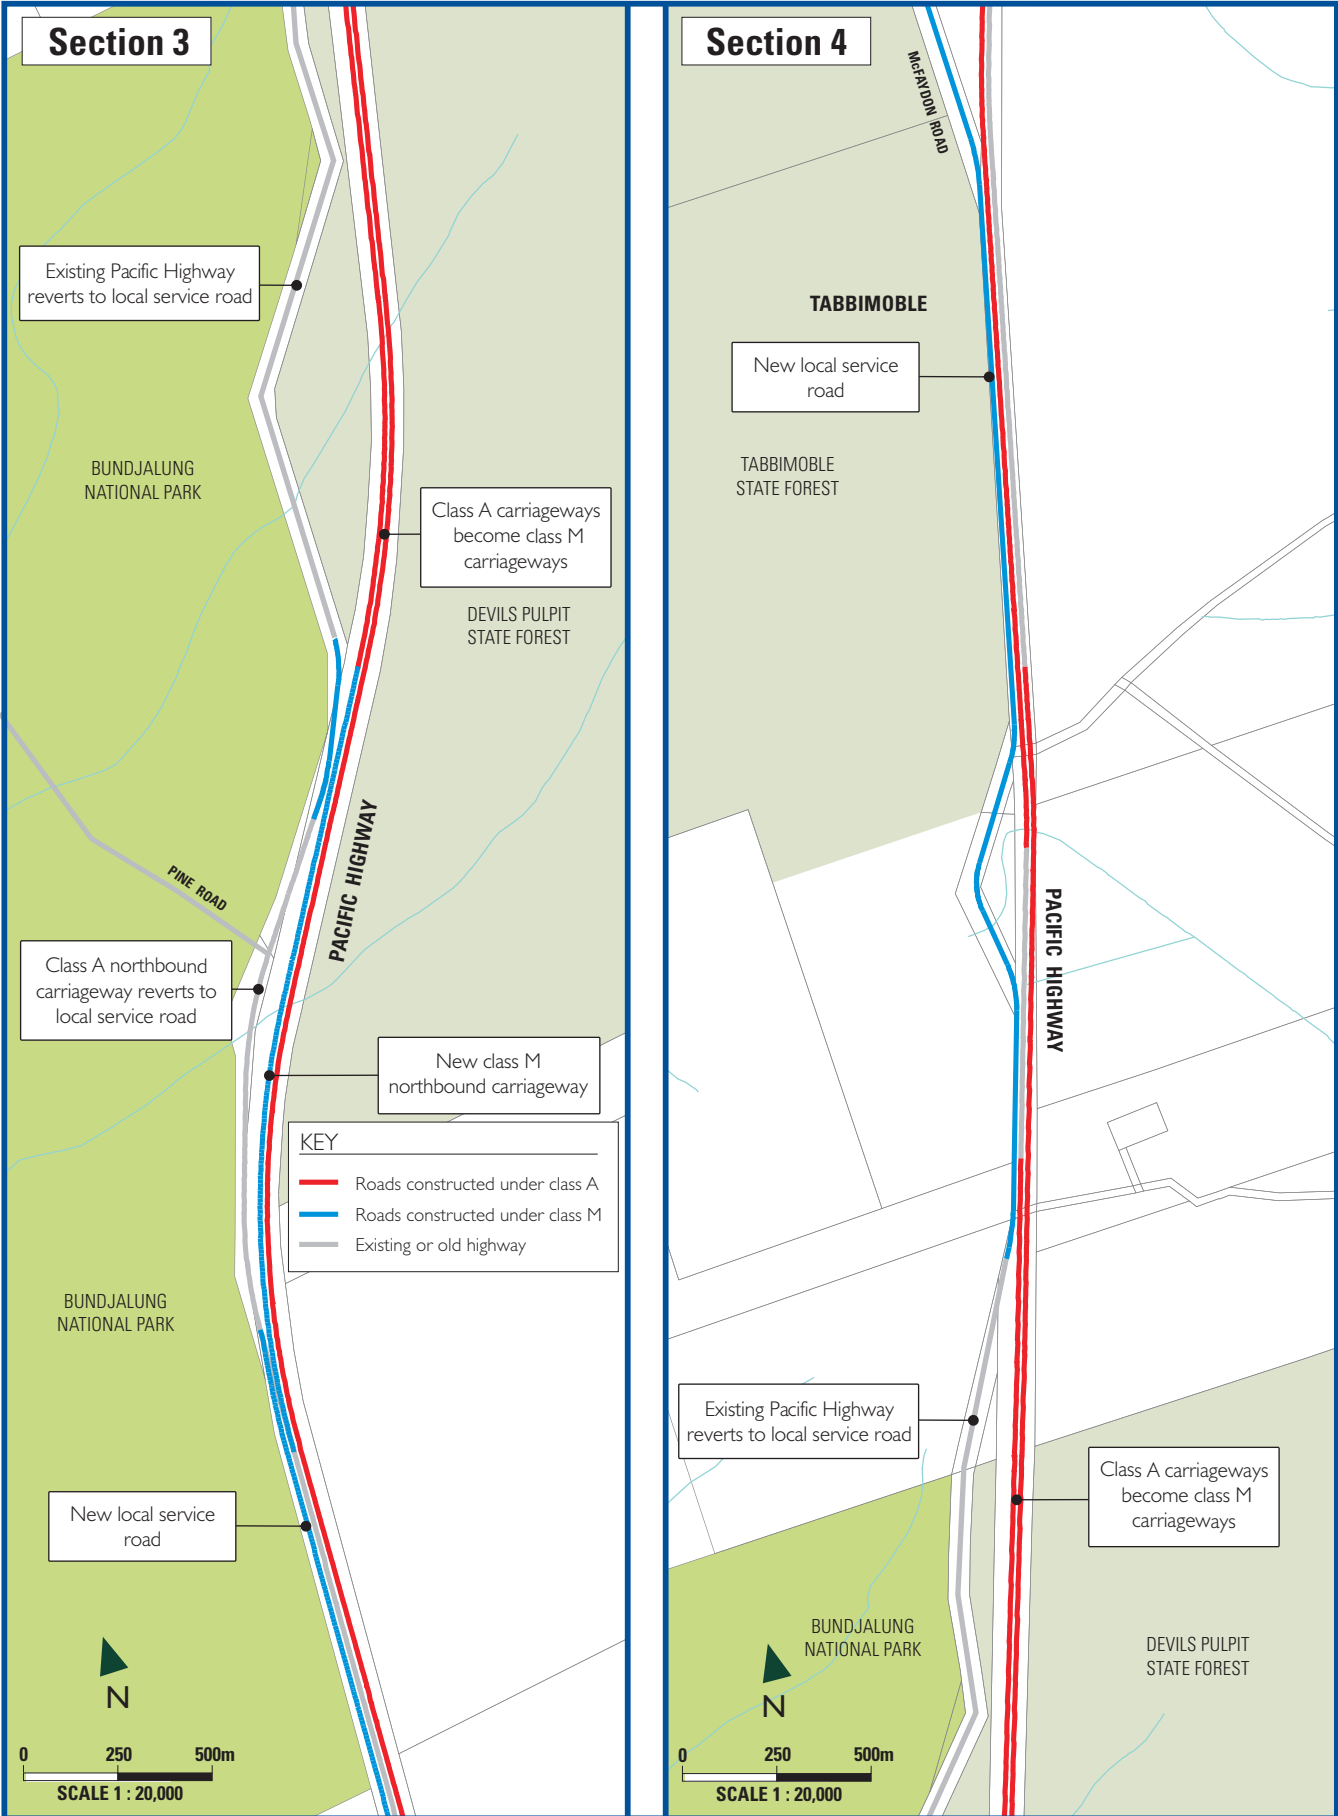 Section 3
Existing Pacific Highway
reverts to local service road
BUNDJALUNG
NATIONAL PARK
Class A carriageways
become class M
carriageways
DEVILS PULPIT
STATE FOREST
PACIFIC HIGHWAY
PINE ROAD
Class A northbound
carriageway reverts to
local service road
New class M
northbound carriageway
KEY
Roads constructed under class A
Roads constructed under class M
Existing or old highway
BUNDJALUNG
NATIONAL PARK
New local service
road
N
0 250 500m
SCALE 1 : 20,000
Section 4
McFAYDON ROAD
TABBIMOBLE
New local service
road
TABBIMOBLE
STATE FOREST
PACIFIC HIGHWAY
Existing Pacific Highway
reverts to local service road
Class A carriageways
become class M
carriageways
BUNDJALUNG
NATIONAL PARK
DEVILS PULPIT
STATE FOREST
N
0 250 500m
SCALE 1 : 20,000